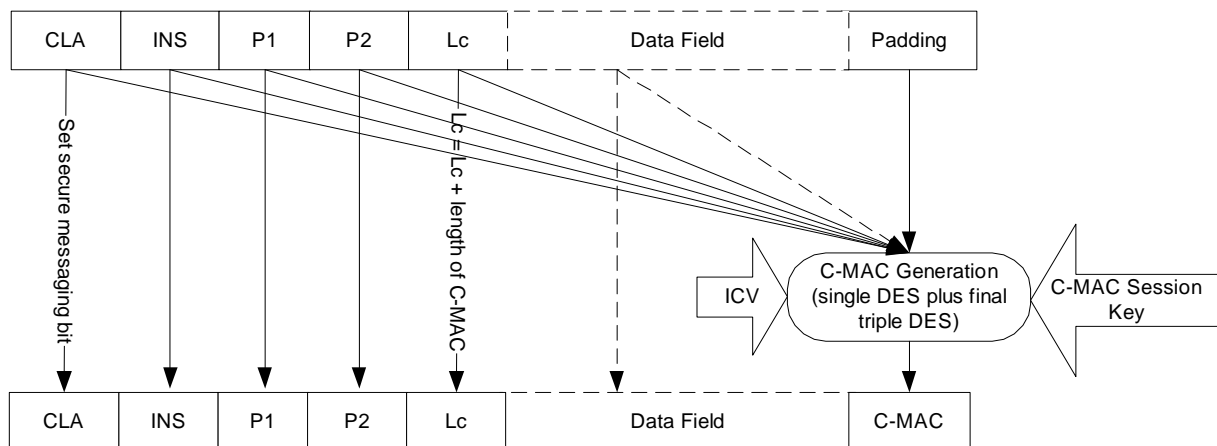 CLA INS P1 P2 Lc Data Field Padding
Set secure messaging bit
Lc = Lc + length of C-MAC
ICV
C-MAC Generation
(single DES plus final
triple DES)
C-MAC Session
Key
CLA INS P1 P2 Lc Data Field C-MAC